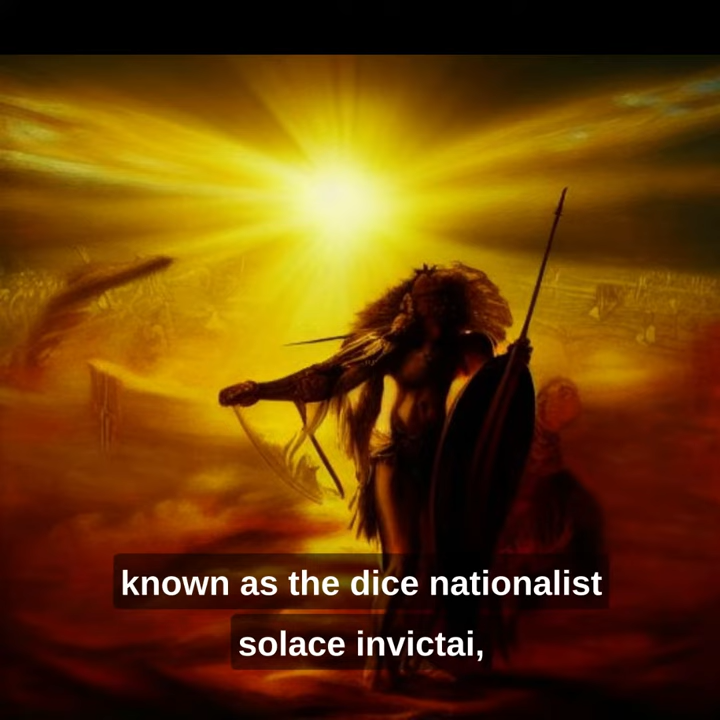 known as the dice nationalist
solace invictai,